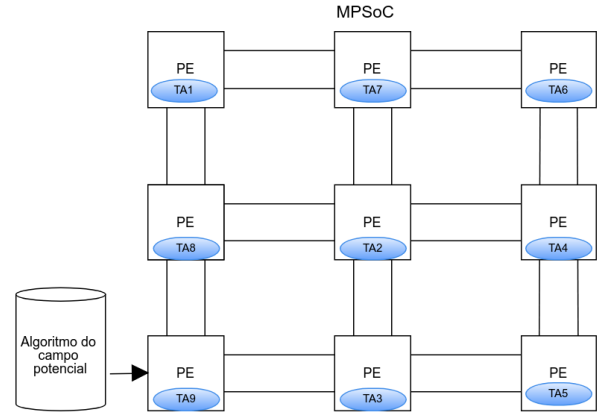 MPSoC
PE
TA1
PE
TA7
PE
TA6
PE
TA8
PE
TA2
PE
TA4
Algoritmo do
campo
potencial
PE
TA9
PE
TA3
PE
TA5